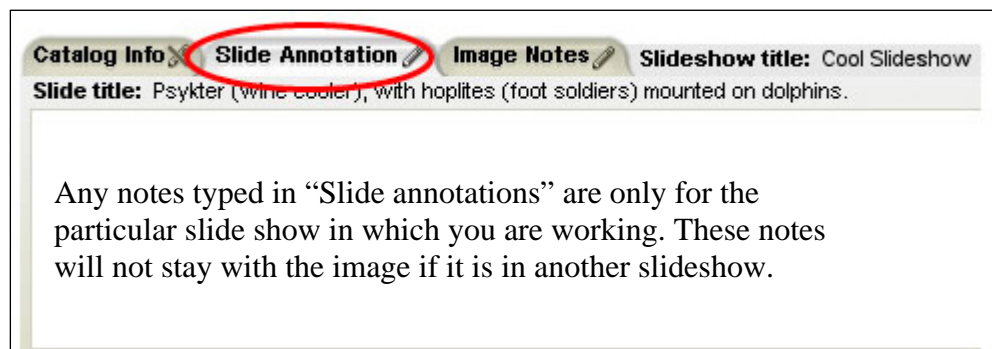 Catalog Info Slide Annotation Image Notes Slideshow title: Cool Slideshow
Slide title: Psykter (wine cooler), with hoplites (foot soldiers) mounted on dolphins.
Any notes typed in “Slide annotations” are only for the
particular slide show in which you are working. These notes
will not stay with the image if it is in another slideshow.